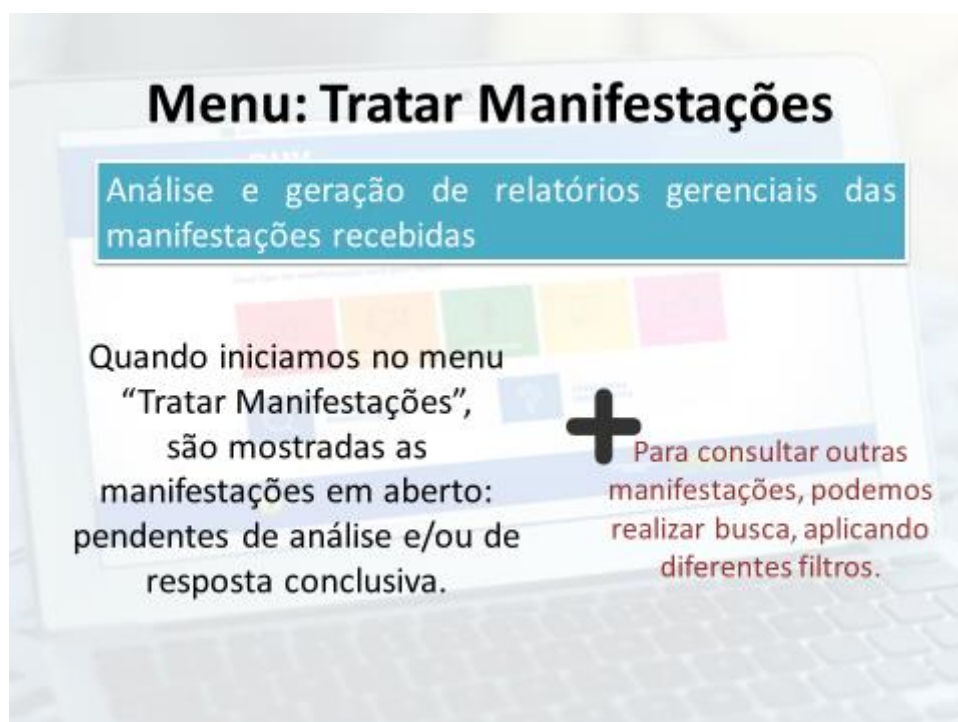 Menu: Tratar Manifestações
Análise e geração de relatórios gerenciais das
manifestações recebidas
Quando iniciamos no menu
“Tratar Manifestações”,
são mostradas as
manifestações em aberto:
pendentes de análise e/ou de
resposta conclusiva.
Para consultar outras
manifestações, podemos
realizar busca, aplicando
diferentes filtros.